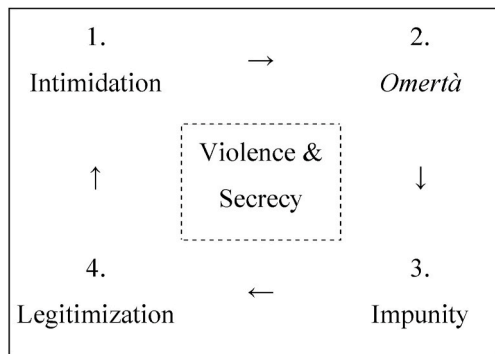 1.
Intimidation
→
2.
Omertà
Violence &
Secrecy
↑
↓
4.
Legitimization
←
3.
Impunity